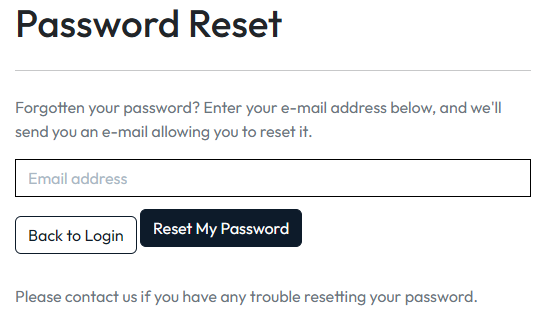 Password Reset
Forgotten your password? Enter your e-mail address below, and we'll
send you an e-mail allowing you to reset it.
Email address
Back to Login
Reset My Password
Please contact us if you have any trouble resetting your password.